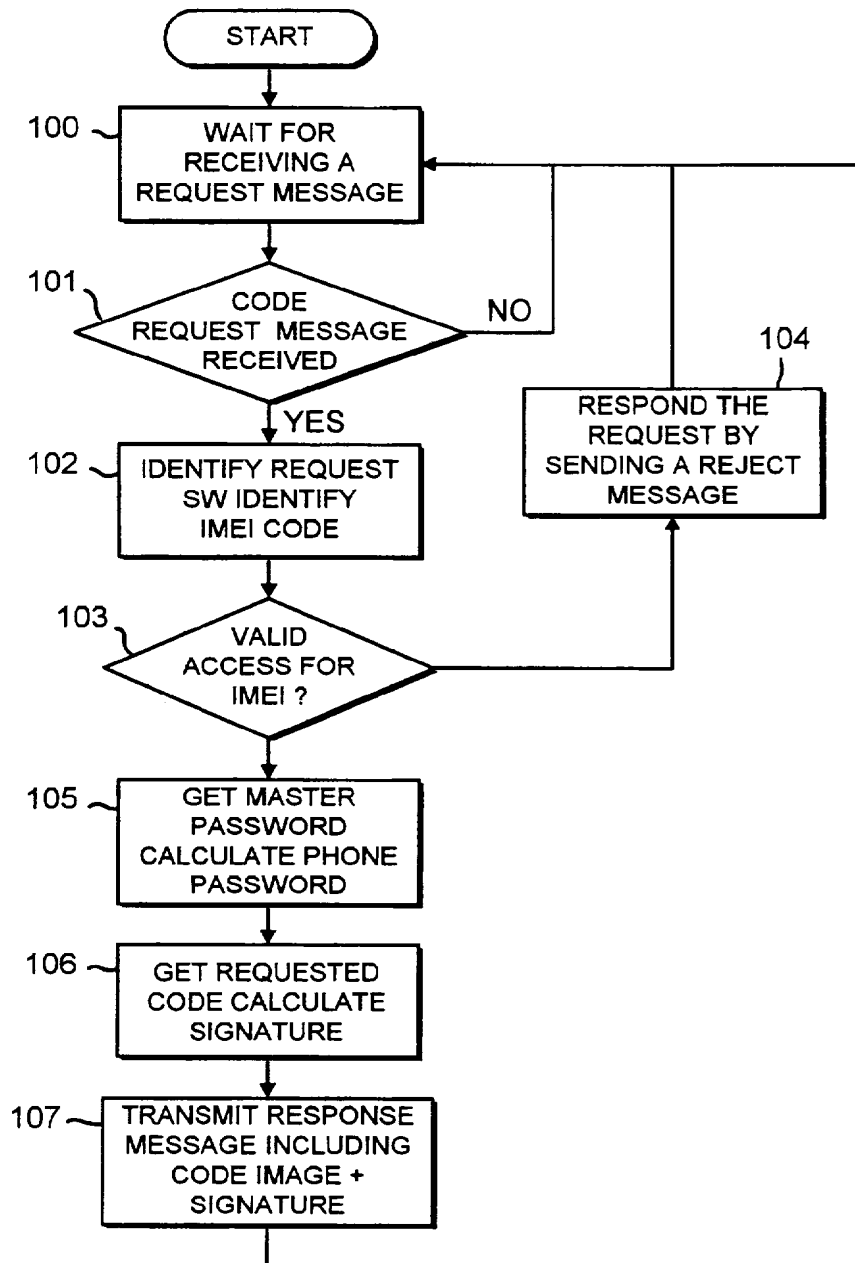 START
100
WAIT FOR
RECEIVING A
REQUEST MESSAGE
101
CODE
REQUEST MESSAGE
RECEIVED
NO
YES
104
RESPOND THE
REQUEST BY
SENDING A REJECT
MESSAGE
102
IDENTIFY REQUEST
SW IDENTIFY
IMEI CODE
103
VALID
ACCESS FOR
IMEI ?
105
GET MASTER
PASSWORD
CALCULATE PHONE
PASSWORD
106
GET REQUESTED
CODE CALCULATE
SIGNATURE
107
TRANSMIT RESPONSE
MESSAGE INCLUDING
CODE IMAGE +
SIGNATURE